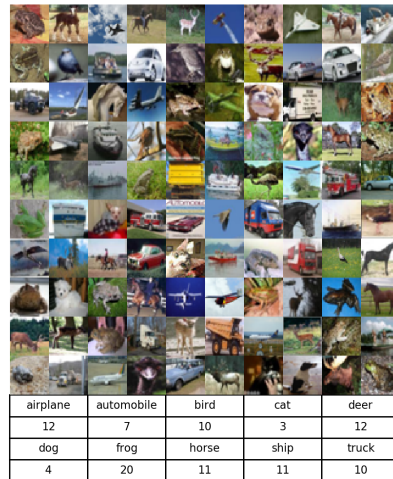 AUTOMOBILE
airplane automobile bird cat deer
12 7 10 3 12
dog frog horse ship truck
4 20 11 11 10